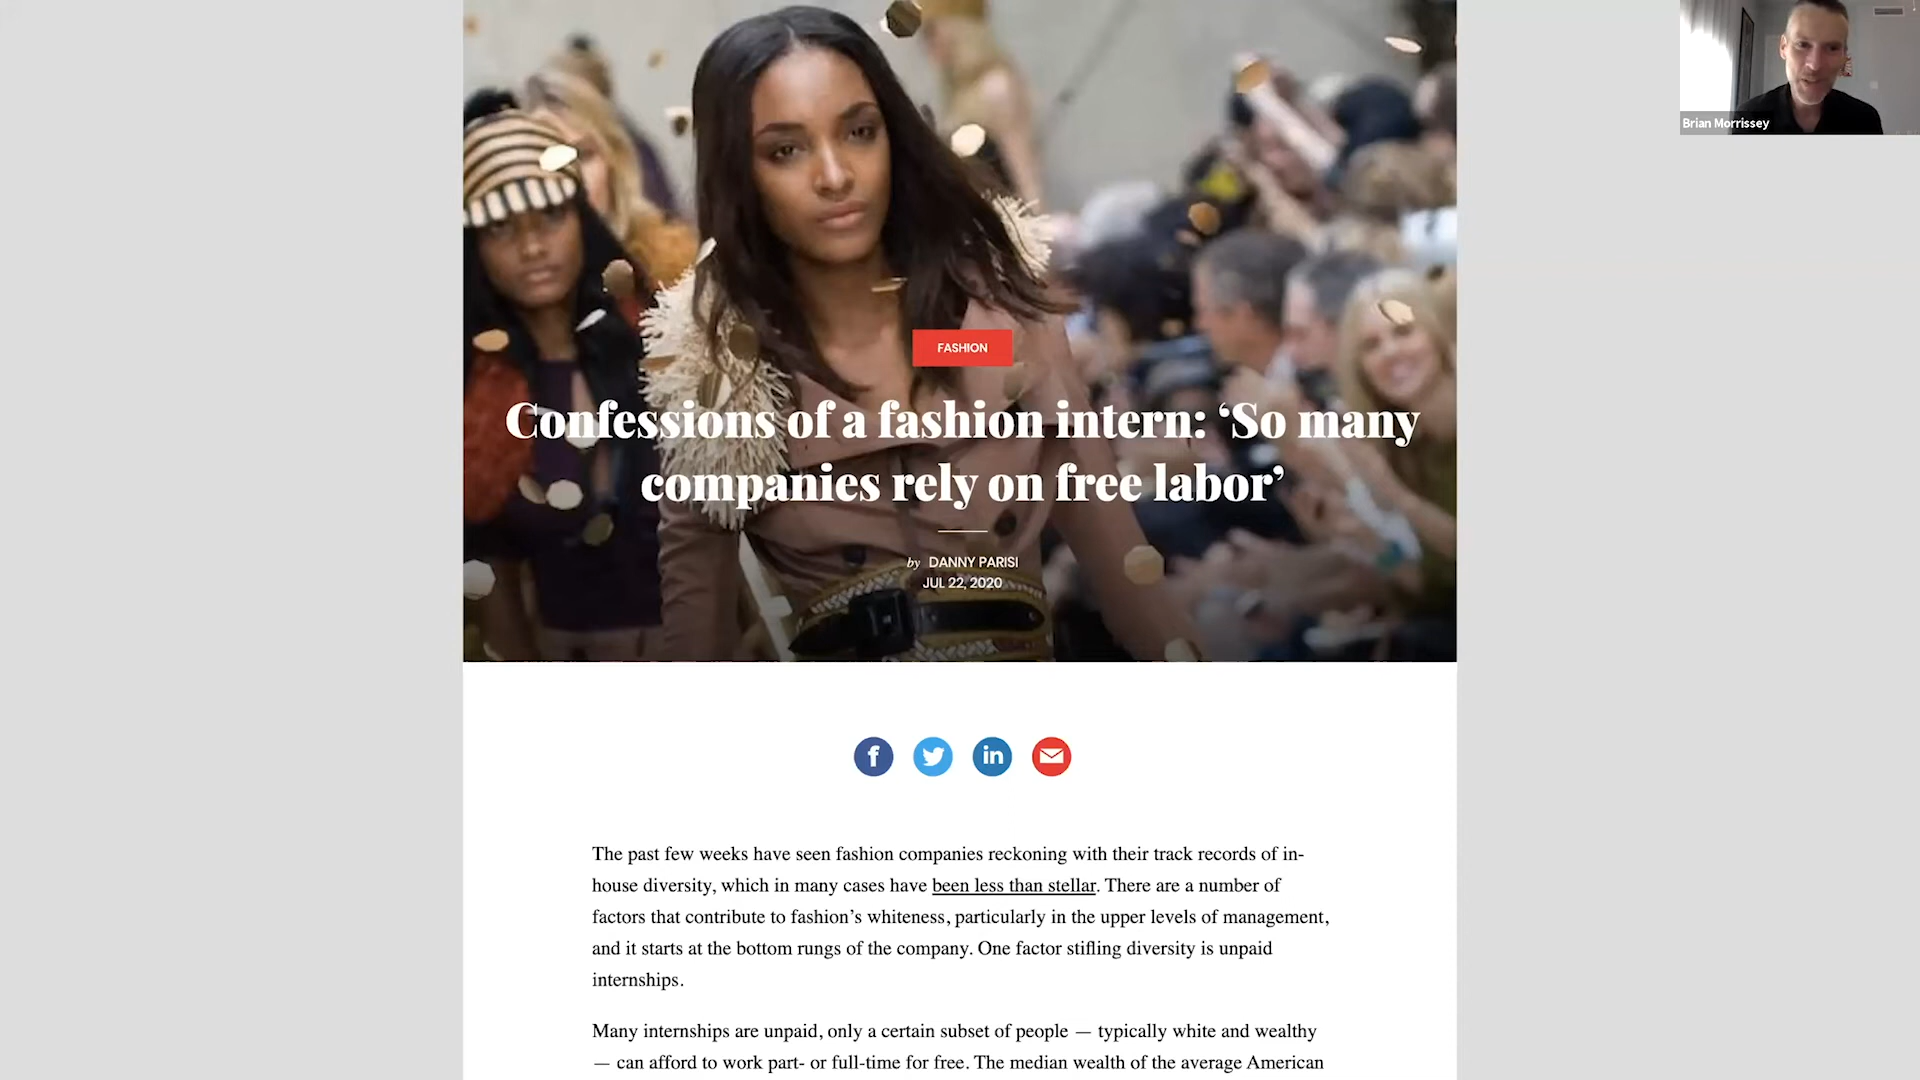 Brian Morrissey
FASHION
Confessions of a fashion intern: ‘So many
companies rely on free labor’
by DANNY PARISI
JUL 22, 2020
f
in
The past few weeks have seen fashion companies reckoning with their track records of in-
house diversity, which in many cases have been less than stellar. There are a number of
factors that contribute to fashion’s whiteness, particularly in the upper levels of management,
and it starts at the bottom rungs of the company. One factor stifling diversity is unpaid
internships.
Many internships are unpaid, only a certain subset of people — typically white and wealthy
— can afford to work part- or full-time for free. The median wealth of the average American